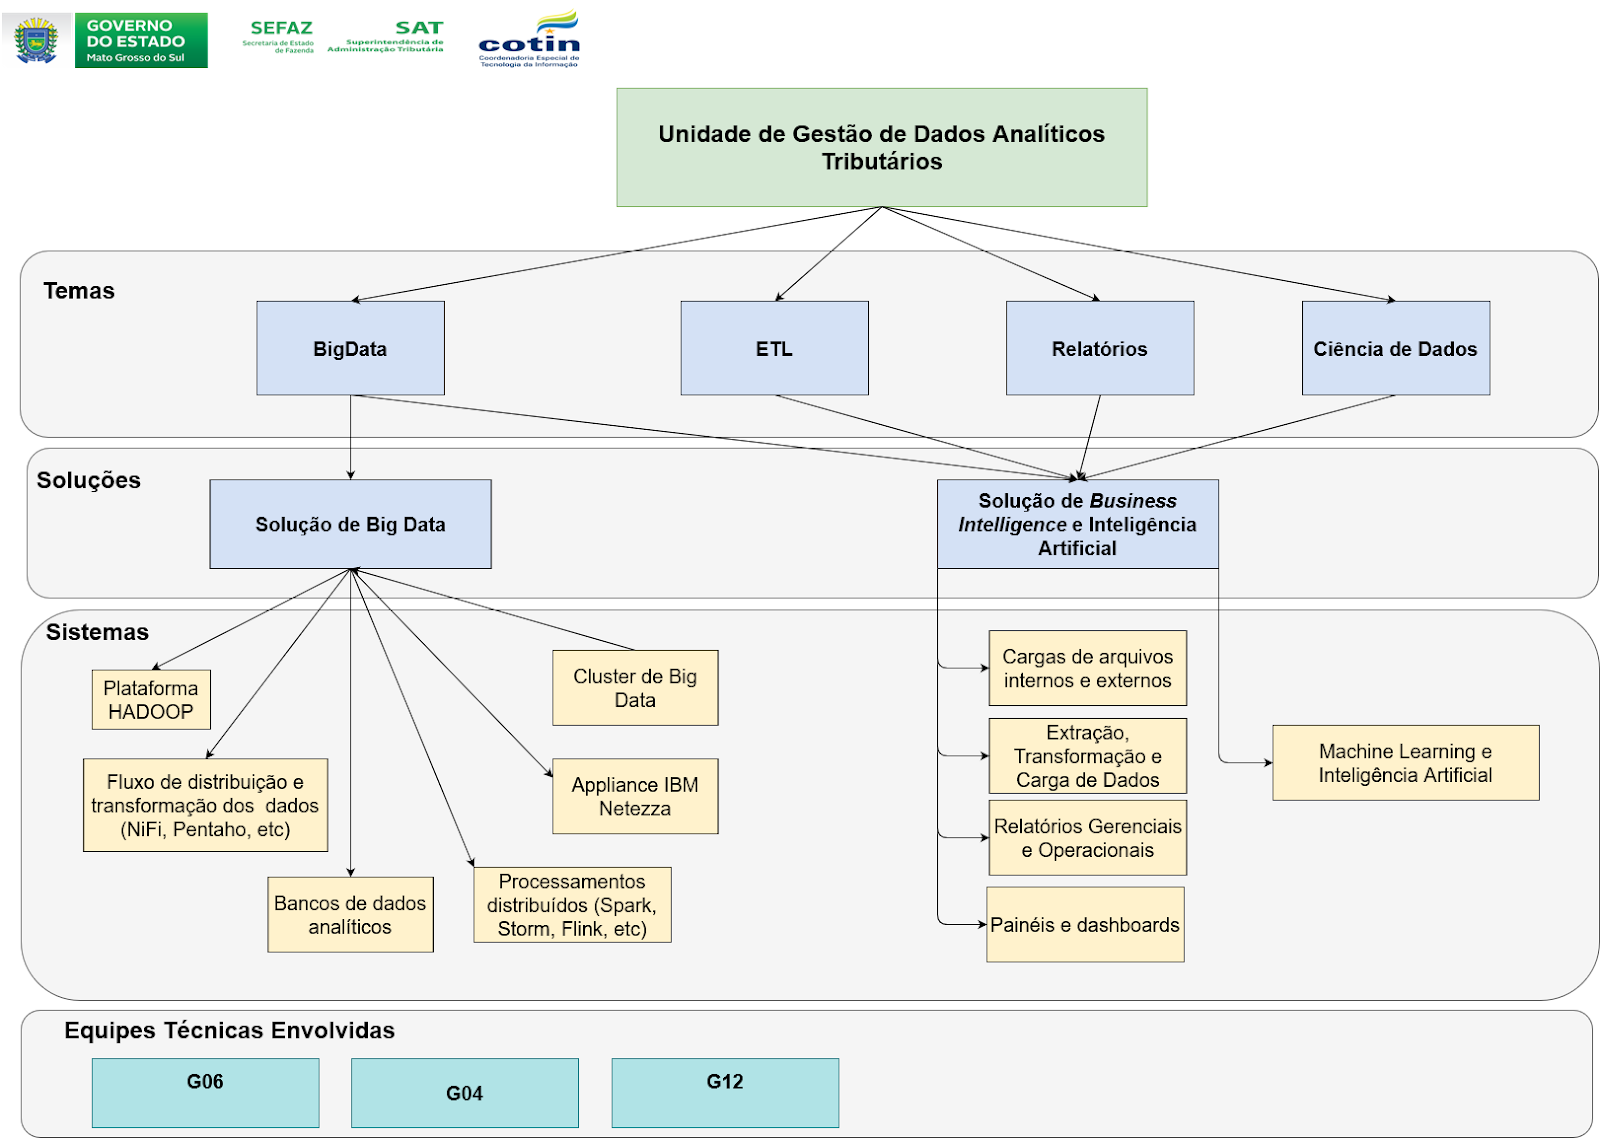 GOVERNO
DO ESTADO
Mato Grosso do Sul
SEFAZ
Secretaria de Estado
de Fazenda
SAT
Superintendência de
Administração Tributária
cotin
Coordenadoria Especial de
Tecnologia da Informação
Unidade de Gestão de Dados Analíticos
Tributários
Temas
BigData
ETL
Relatórios
Ciência de Dados
Soluções
Solução de Big Data
Solução de Business
Intelligence e Inteligência
Artificial
Sistemas
Plataforma
HADOOP
Cluster de Big
Data
Fluxo de distribuição e
transformação dos dados
(NiFi, Pentaho, etc)
Appliance IBM
Netezza
Bancos de dados
analíticos
Processamentos
distribuídos (Spark,
Storm, Flink, etc)
Cargas de arquivos
internos e externos
Extração,
Transformação e
Carga de Dados
Relatórios Gerenciais
e Operacionais
Painéis e dashboards
Machine Learning e
Inteligência Artificial
Equipes Técnicas Envolvidas
G06
G04
G12